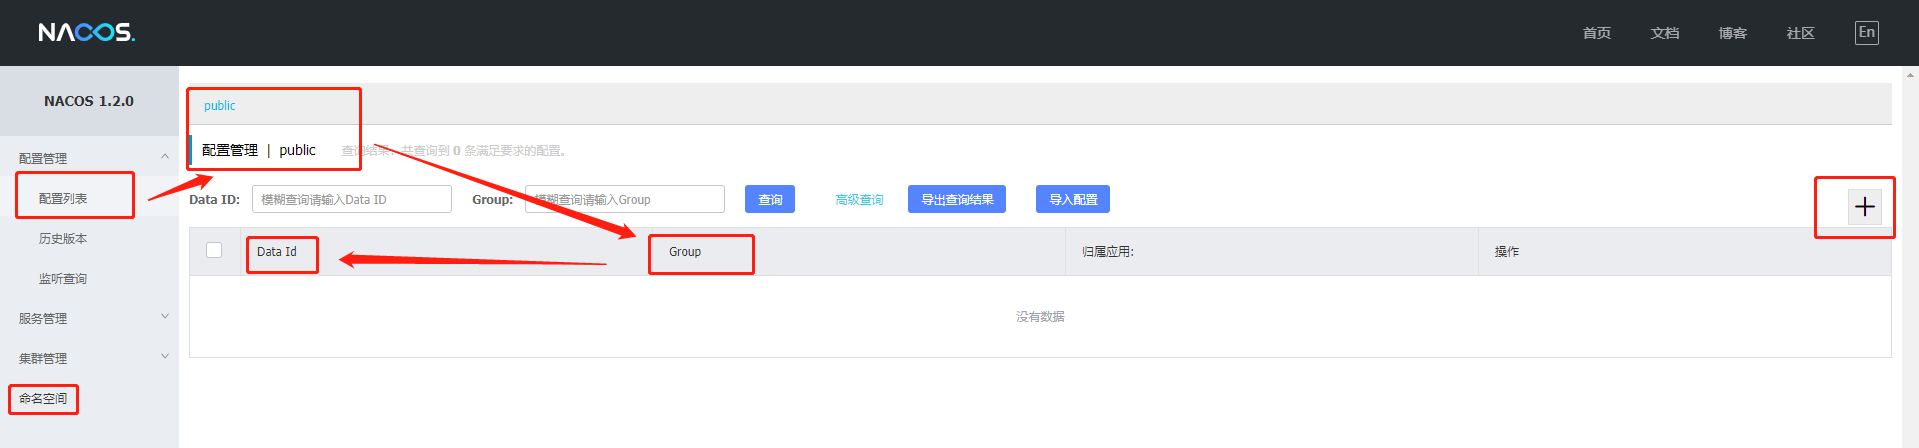 NACOS.
首页 文档 博客 社区 En
NACOS 1.2.0
配置管理
配置列表
历史版本
监听查询
服务管理
集群管理
命名空间
public
配置管理 | public 查询结果：共查询到 0 条满足要求的配置。
Data ID: 模糊查询请输入Data ID Group: 模糊查询请输入Group 查询 高级查询 导出查询结果 导入配置
Data Id Group 归属应用: 操作
没有数据